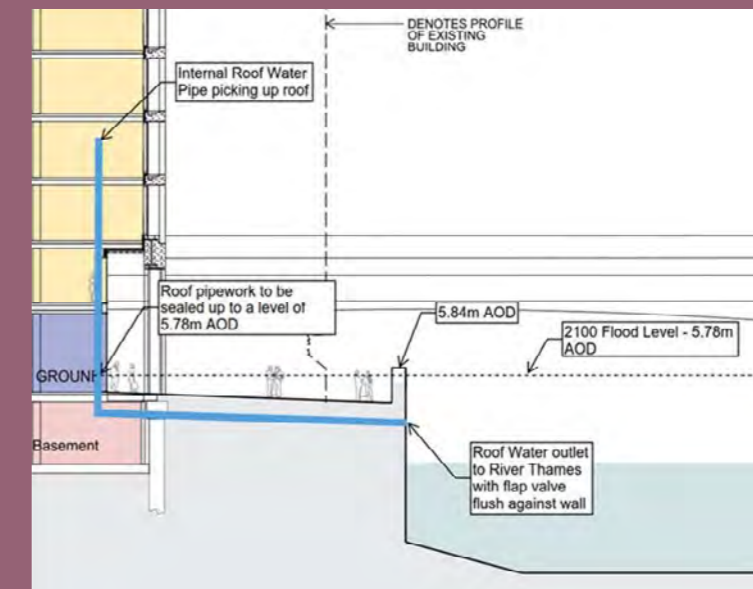 DENOTES PROFILE
OF EXISTING
BUILDING
Internal Roof Water
Pipe picking up roof
Roof pipework to be
sealed up to a level of
5.78m AOD
5.84m AOD
2100 Flood Level - 5.78m
AOD
GROUN
Basement
Roof Water outlet
to River Thames
with flap valve
flush against wall